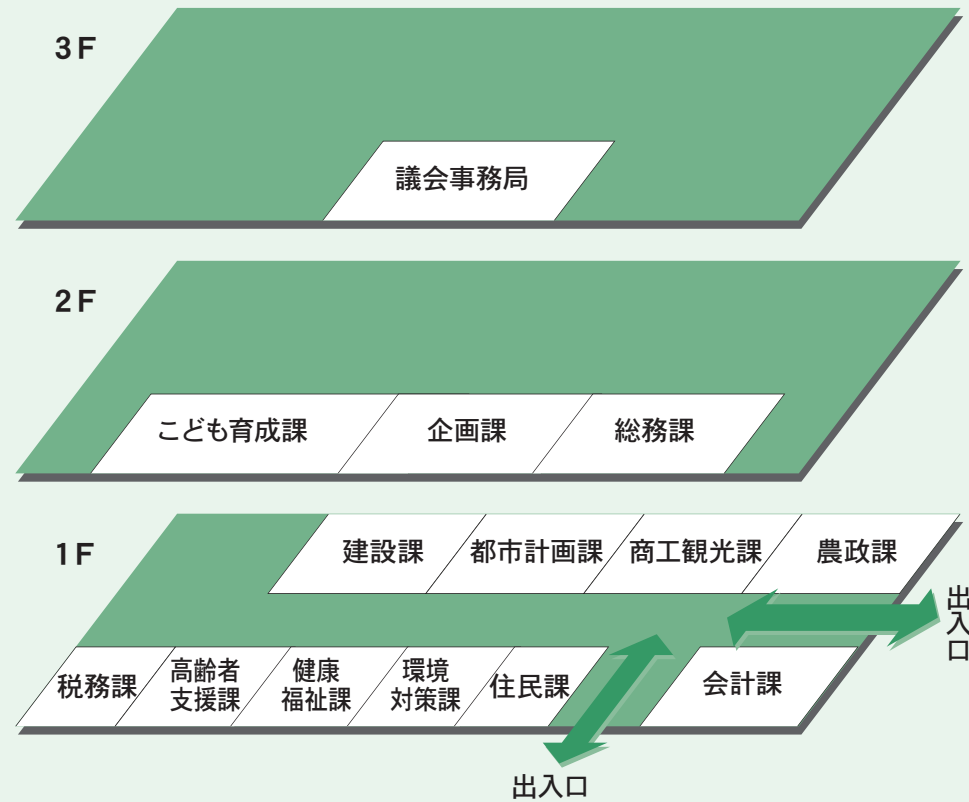 3F
議会事務局
2F
こども育成課
企画課
総務課
1F
建設課
都市計画課
商工観光課
農政課
出入口
税務課
高齢者
支援課
健康
福祉課
環境
対策課
住民課
会計課
出入口